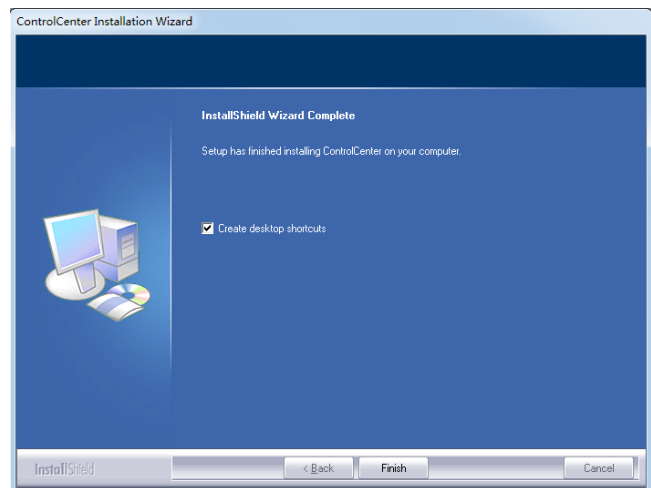 ControlCenter Installation Wizard
InstallShield Wizard Complete
Setup has finished installing ControlCenter on your computer.
Create desktop shortcuts
InstallShield
< Back
Finish
Cancel